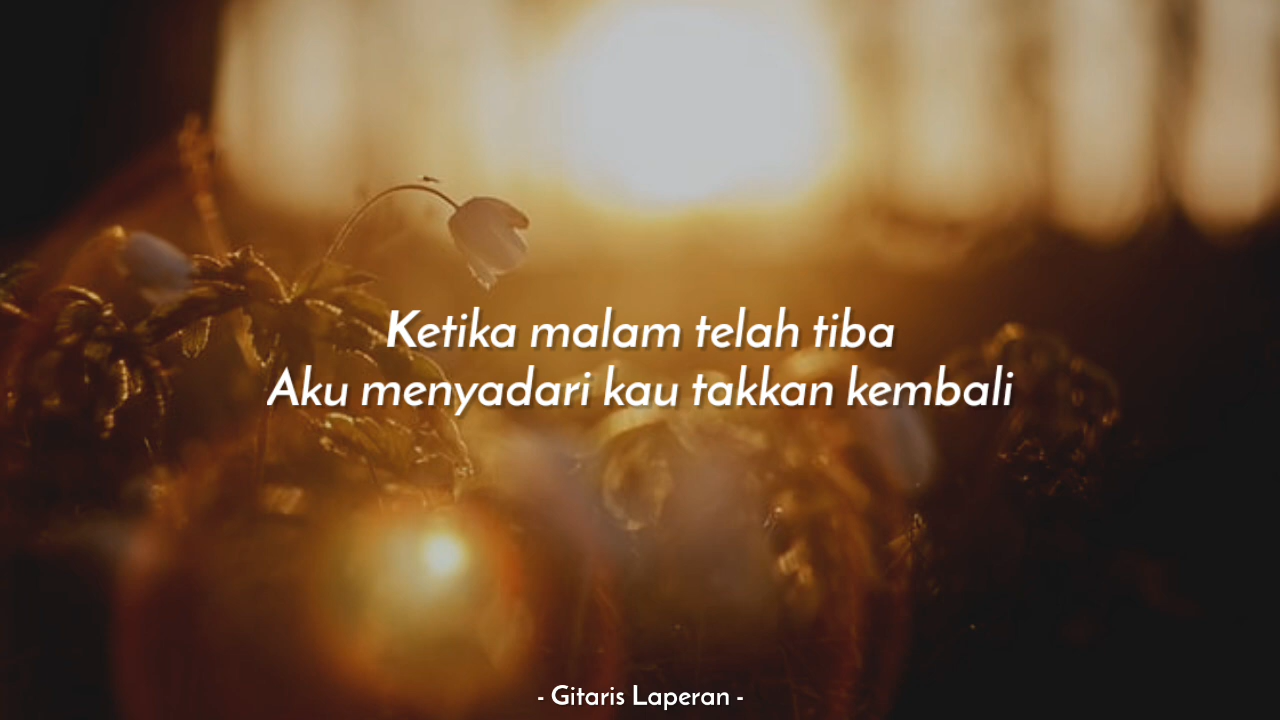 Ketika malam telah tiba
Aku menyadari kau takkan kembali
- Gitaris Laperan -